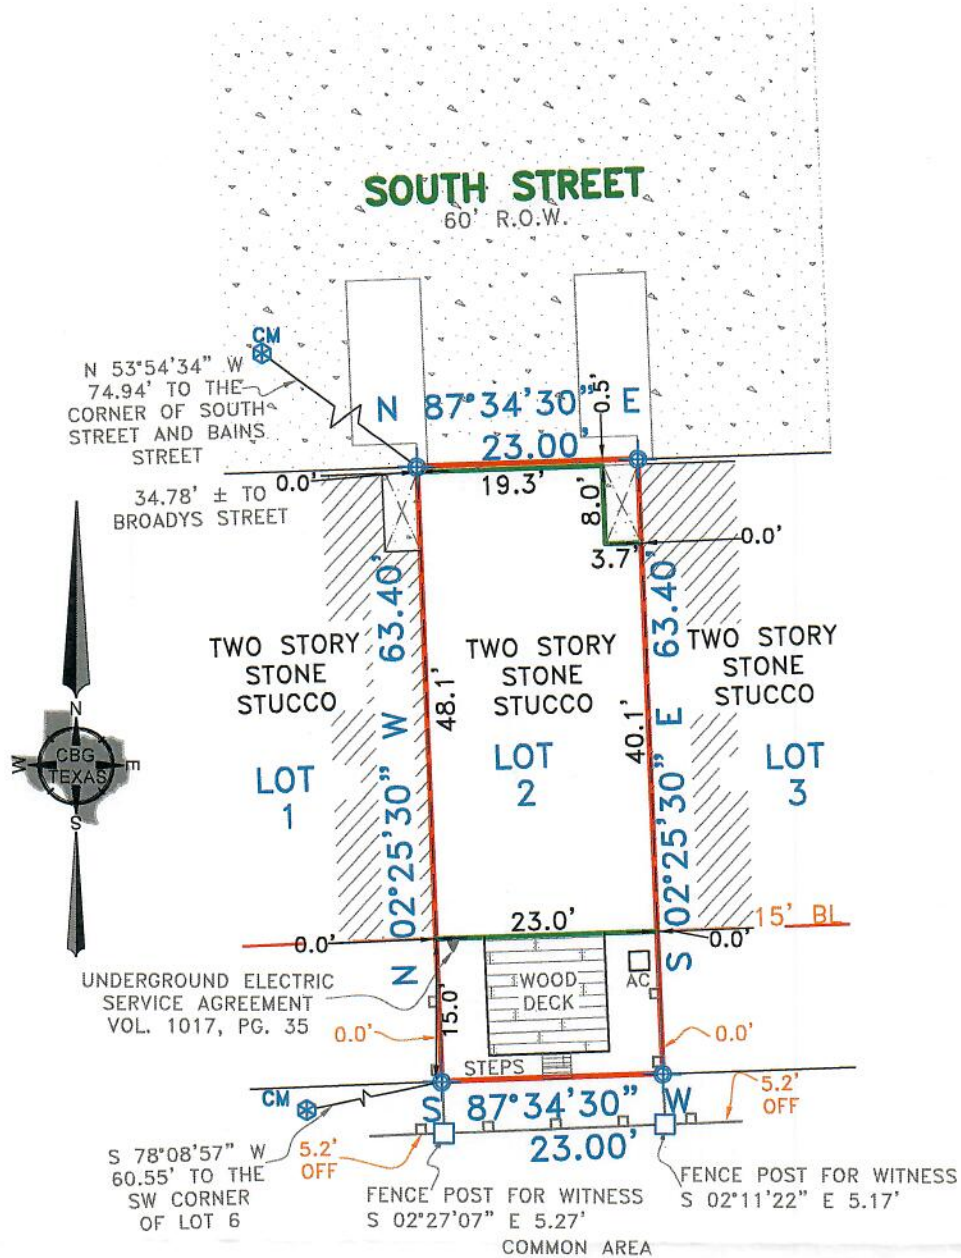 SOUTH STREET
60' R.O.W.
CM
N 53°54'34" W
74.94' TO THE
CORNER OF SOUTH
STREET AND BAINS
STREET
N 87°34'30" E
23.00'
0.5'
0.0'
19.3'
8.0'
3.7'
0.0'
34.78' ± TO
BROADYS STREET
N 02°25'30" W 63.40'
48.1'
S 02°25'30" E 63.40'
40.1'
TWO STORY
STONE
STUCCO
LOT
1
TWO STORY
STONE
STUCCO
LOT
2
TWO STORY
STONE
STUCCO
LOT
3
N
W
CBG
TEXAS
E
S
23.0'
15' BL
0.0'
0.0'
UNDERGROUND ELECTRIC
SERVICE AGREEMENT
VOL. 1017, PG. 35
WOOD
DECK
AC
15.0'
0.0'
0.0'
STEPS
CM
S 87°34'30" W
23.00'
5.2'
OFF
5.2'
OFF
S 78°08'57" W
60.55' TO THE
SW CORNER
OF LOT 6
FENCE POST FOR WITNESS
S 02°27'07" E 5.27'
FENCE POST FOR WITNESS
S 02°11'22" E 5.17'
COMMON AREA